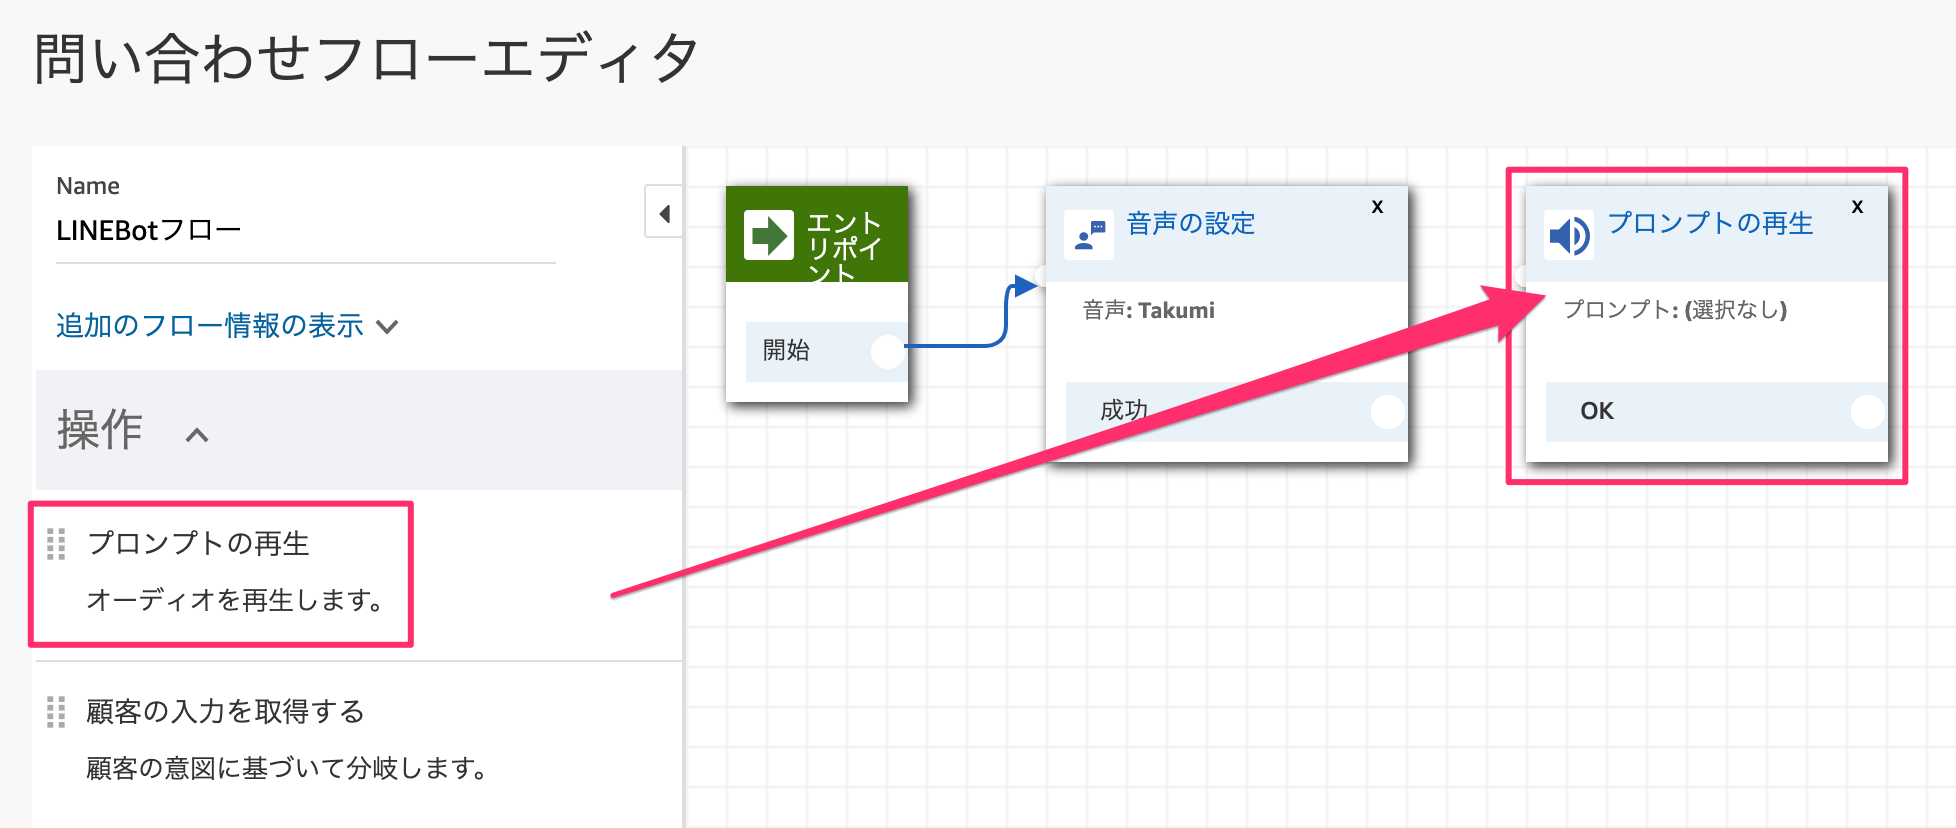 問い合わせフローエディタ
Name
LINEBotフロー
追加のフロー情報の表示
操作
プロンプトの再生
オーディオを再生します。
顧客の入力を取得する
顧客の意図に基づいて分岐します。
エント
リポイ
ント
開始
音声の設定
x
音声: Takumi
成功
プロンプトの再生
x
プロンプト: (選択なし)
OK